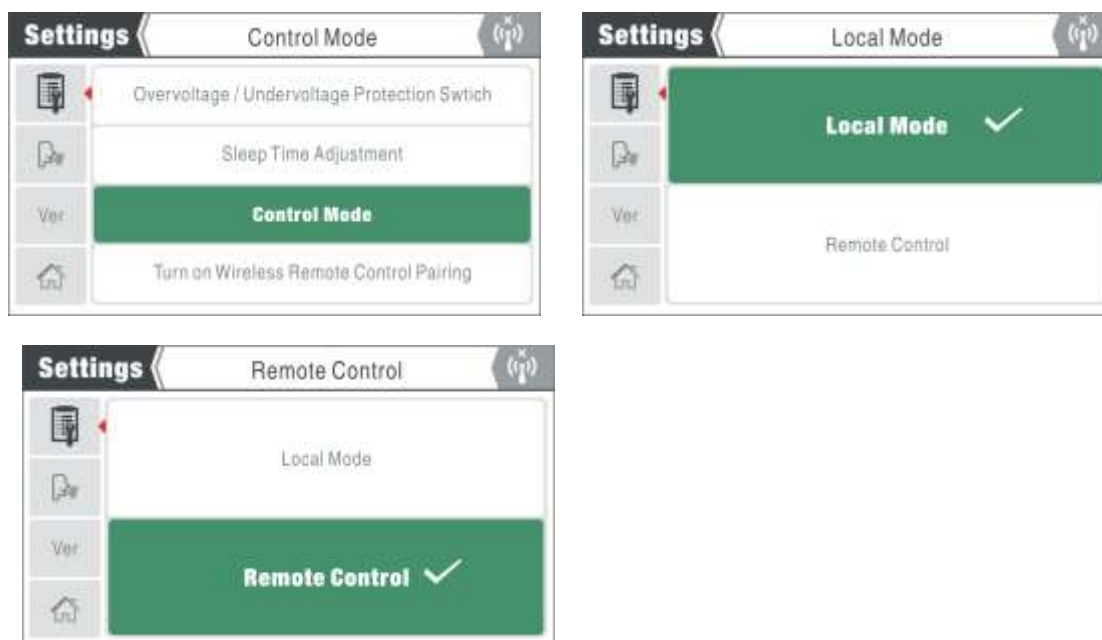 Settings Control Mode
Overvoltage / Undervoltage Protection Swtich
Sleep Time Adjustment
Ver Control Mode
Turn on Wireless Remote Control Pairing
Settings Local Mode
Local Mode
Ver
Remote Control
Settings Remote Control
Local Mode
Ver
Remote Control